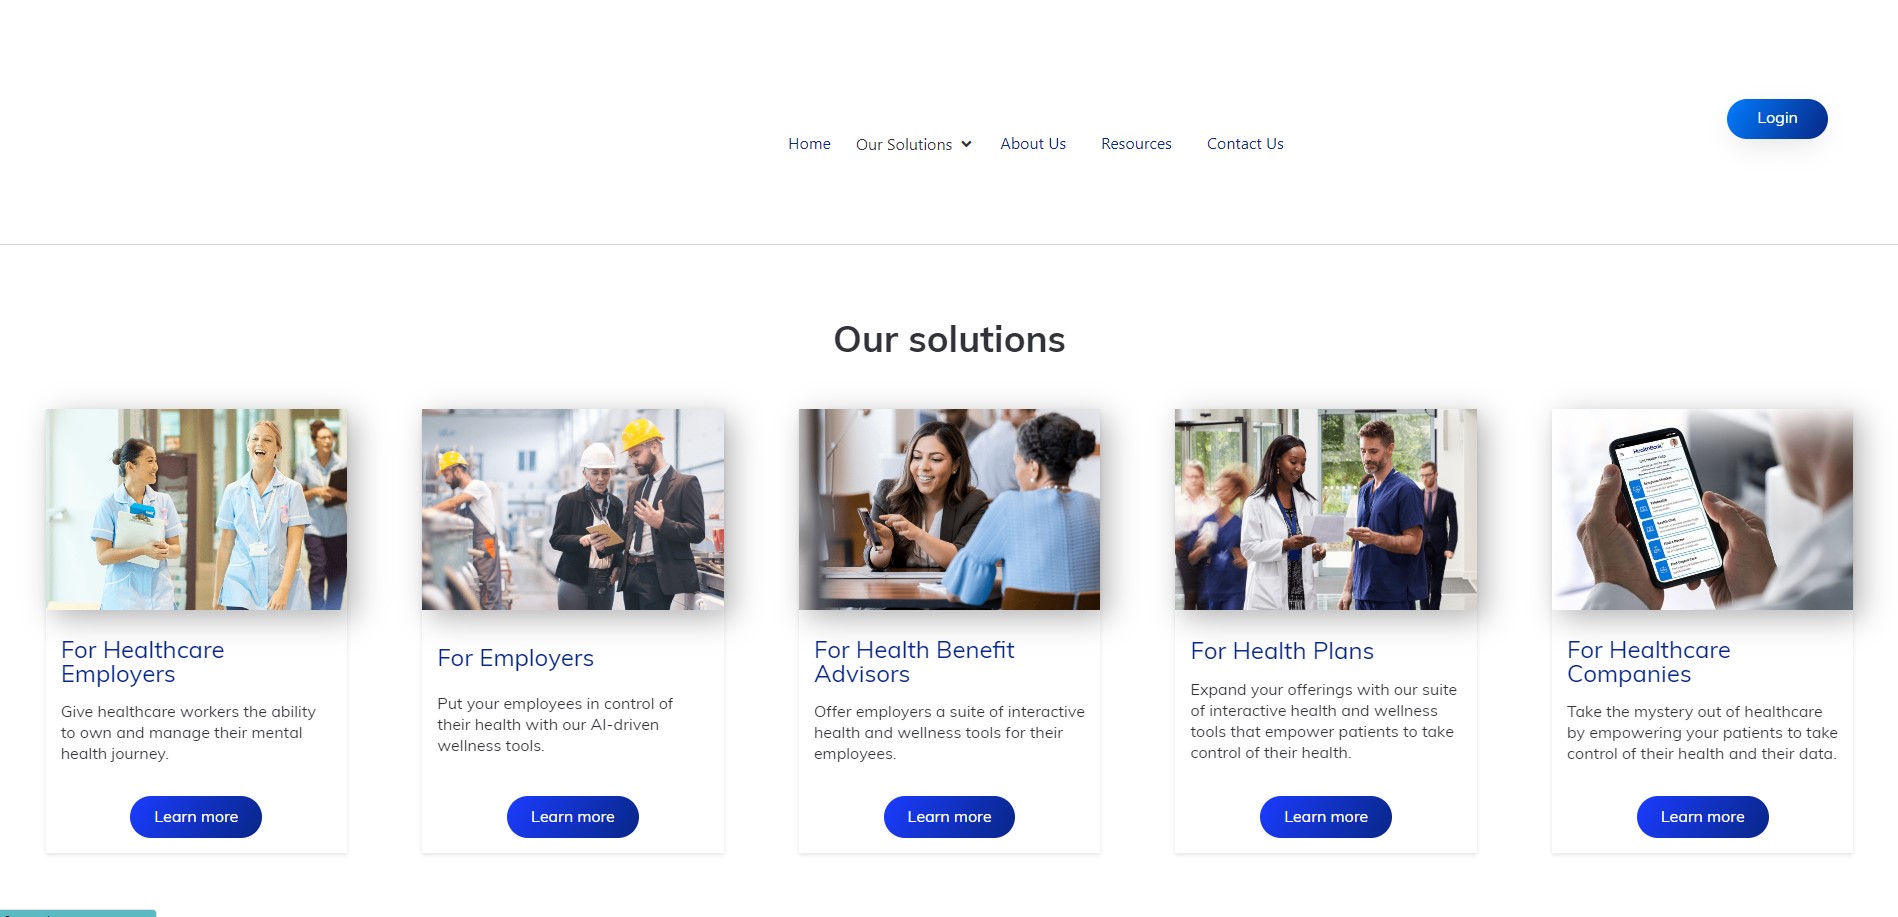 Login
Home
Our Solutions
About Us
Resources
Contact Us
Our solutions
For Healthcare
Employers
Give healthcare workers the ability
to own and manage their mental
health journey.
Learn more
For Employers
Put your employees in control of
their health with our AI-driven
wellness tools.
Learn more
For Health Benefit
Advisors
Offer employers a suite of interactive
health and wellness tools for their
employees.
Learn more
For Health Plans
Expand your offerings with our suite
of interactive health and wellness
tools that empower patients to take
control of their health.
Learn more
For Healthcare
Companies
Take the mystery out of healthcare
by empowering your patients to take
control of their health and their data.
Learn more